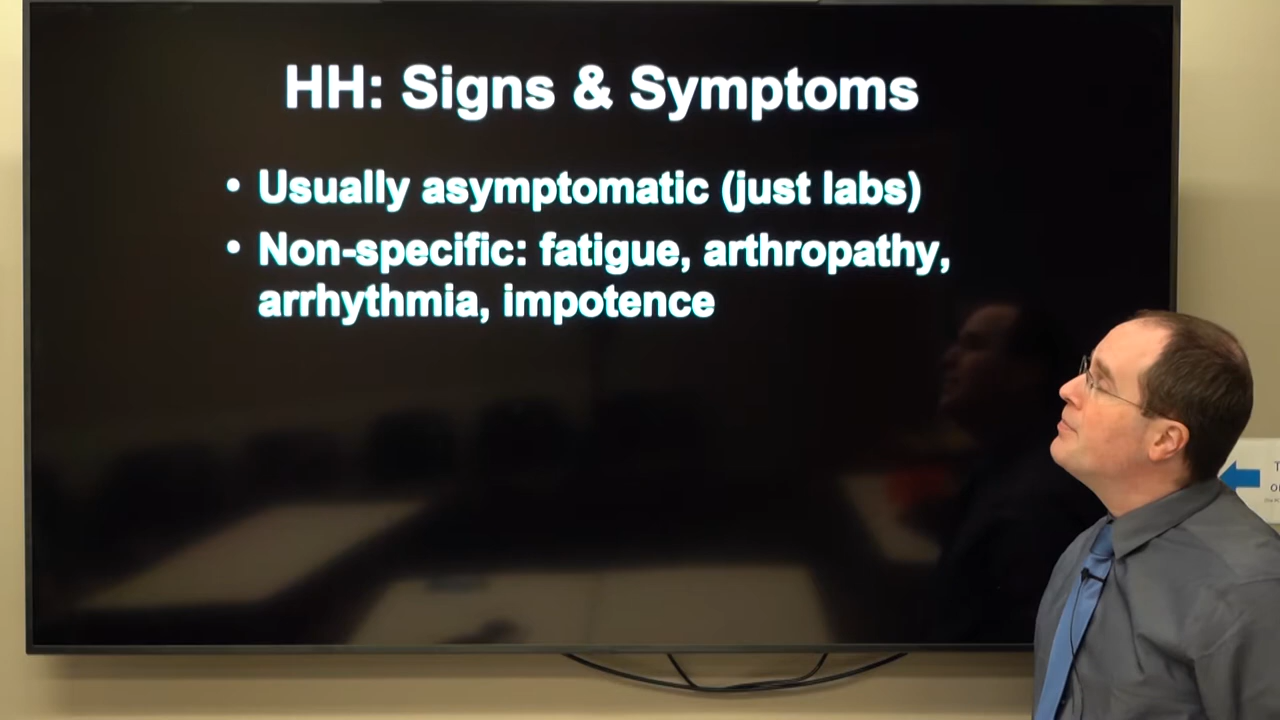 HH: Signs & Symptoms
• Usually asymptomatic (just labs)
• Non-specific: fatigue, arthropathy,
arrhythmia, impotence